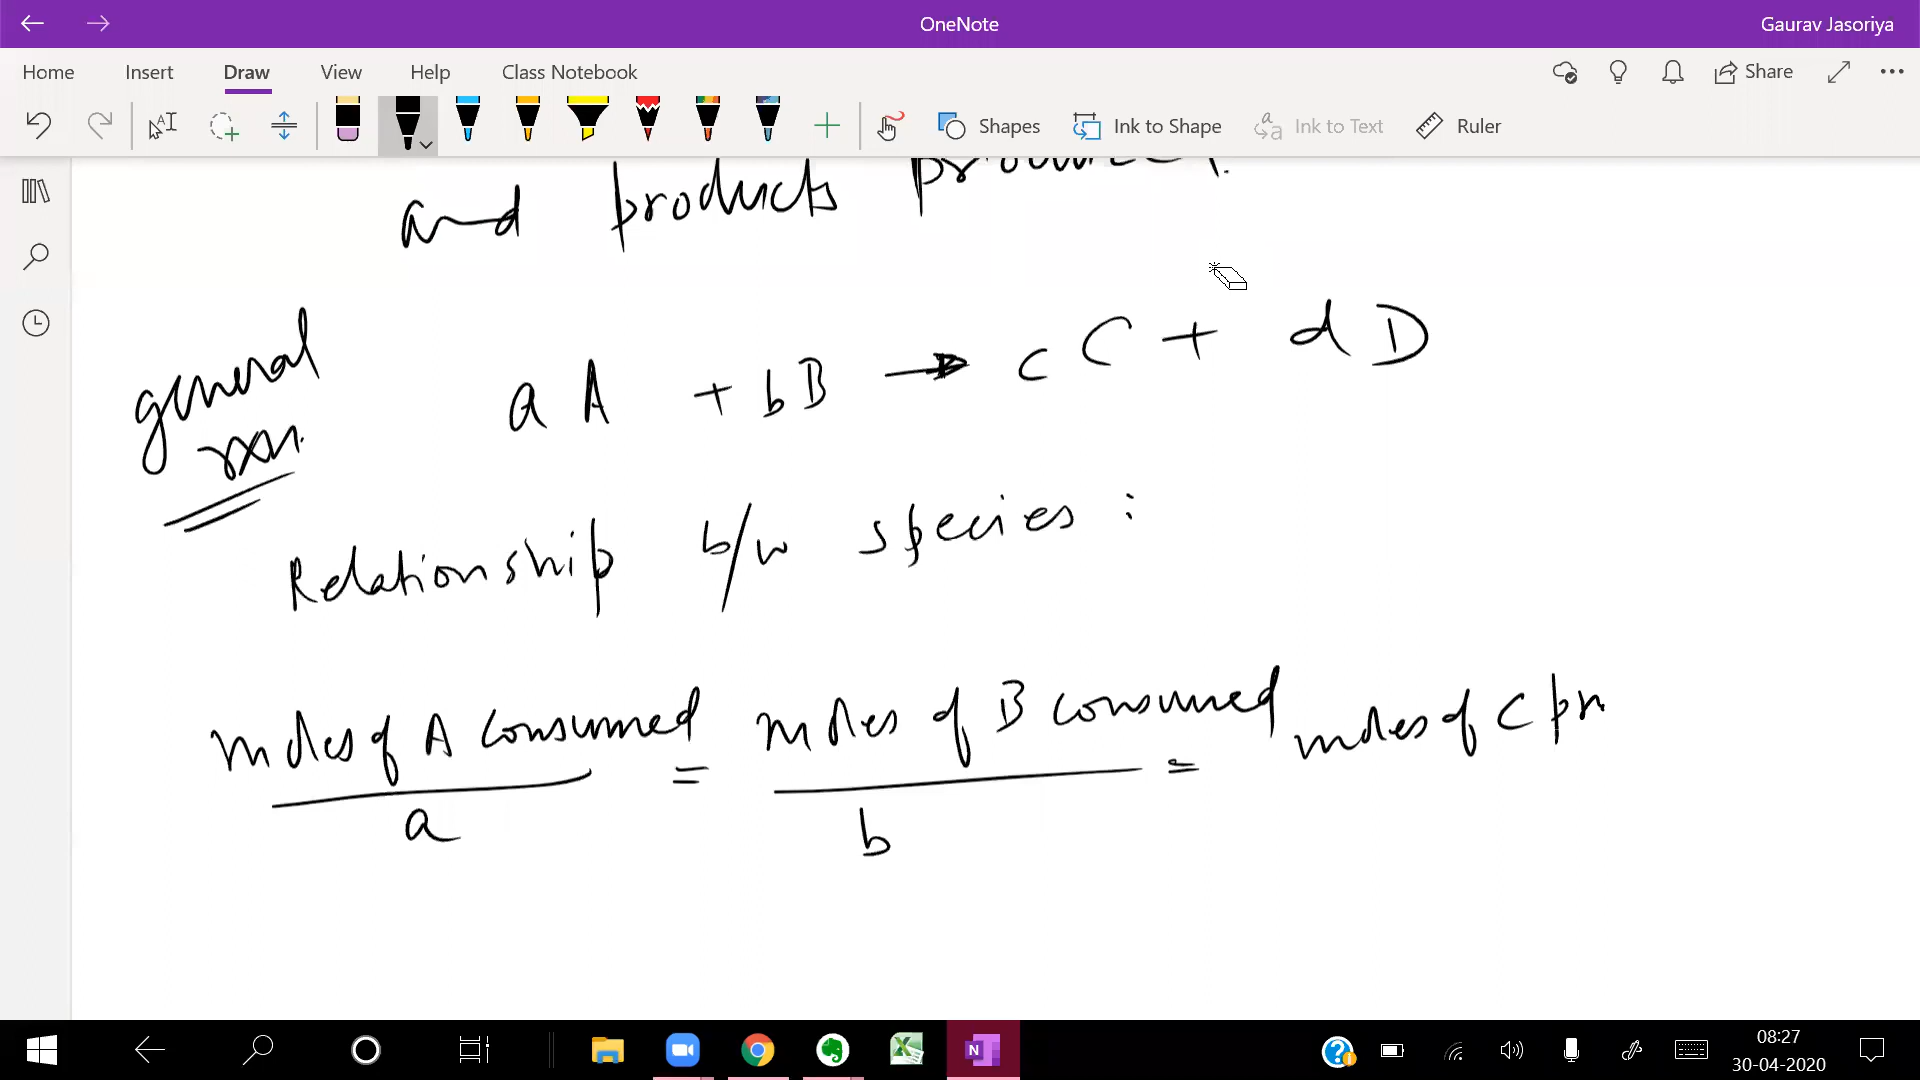 OneNote
Gaurav Jasoriya
Home Insert Draw View Help Class Notebook
Share
Shapes Ink to Shape Ink to Text Ruler
and products
general
rxn.
a A + bB → c C + d D
Relationship b/w species :
moles of A consumed = moles of B consumed = moles of C pr
a b
08:27
30-04-2020